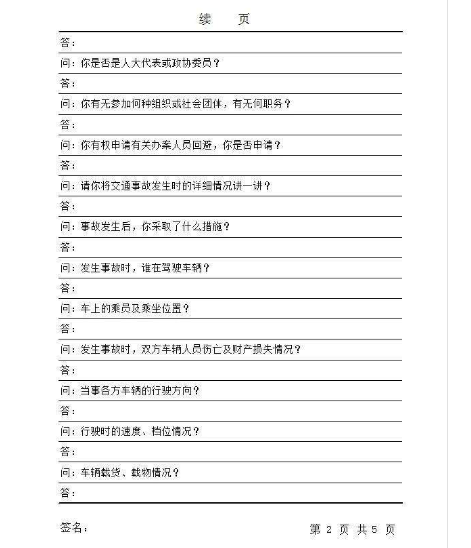 续 页
答：
问：你是否是人大代表或政协委员？
答：
问：你有无参加何种组织或社会团体，有无何职务？
答：
问：你有权申请有关办案人员回避，你是否申请？
答：
问：请你将交通事故发生时的详细情况讲一讲？
答：
问：事故发生后，你采取了什么措施？
答：
问：发生事故时，谁在驾驶车辆？
答：
问：车上的乘员及乘坐位置？
答：
问：发生事故时，双方车辆人员伤亡及财产损失情况？
答：
问：当事各方车辆的行驶方向？
答：
问：行驶时的速度、档位情况？
答：
问：车辆载货、载物情况？
答：
签名： 第 2 页 共 5 页